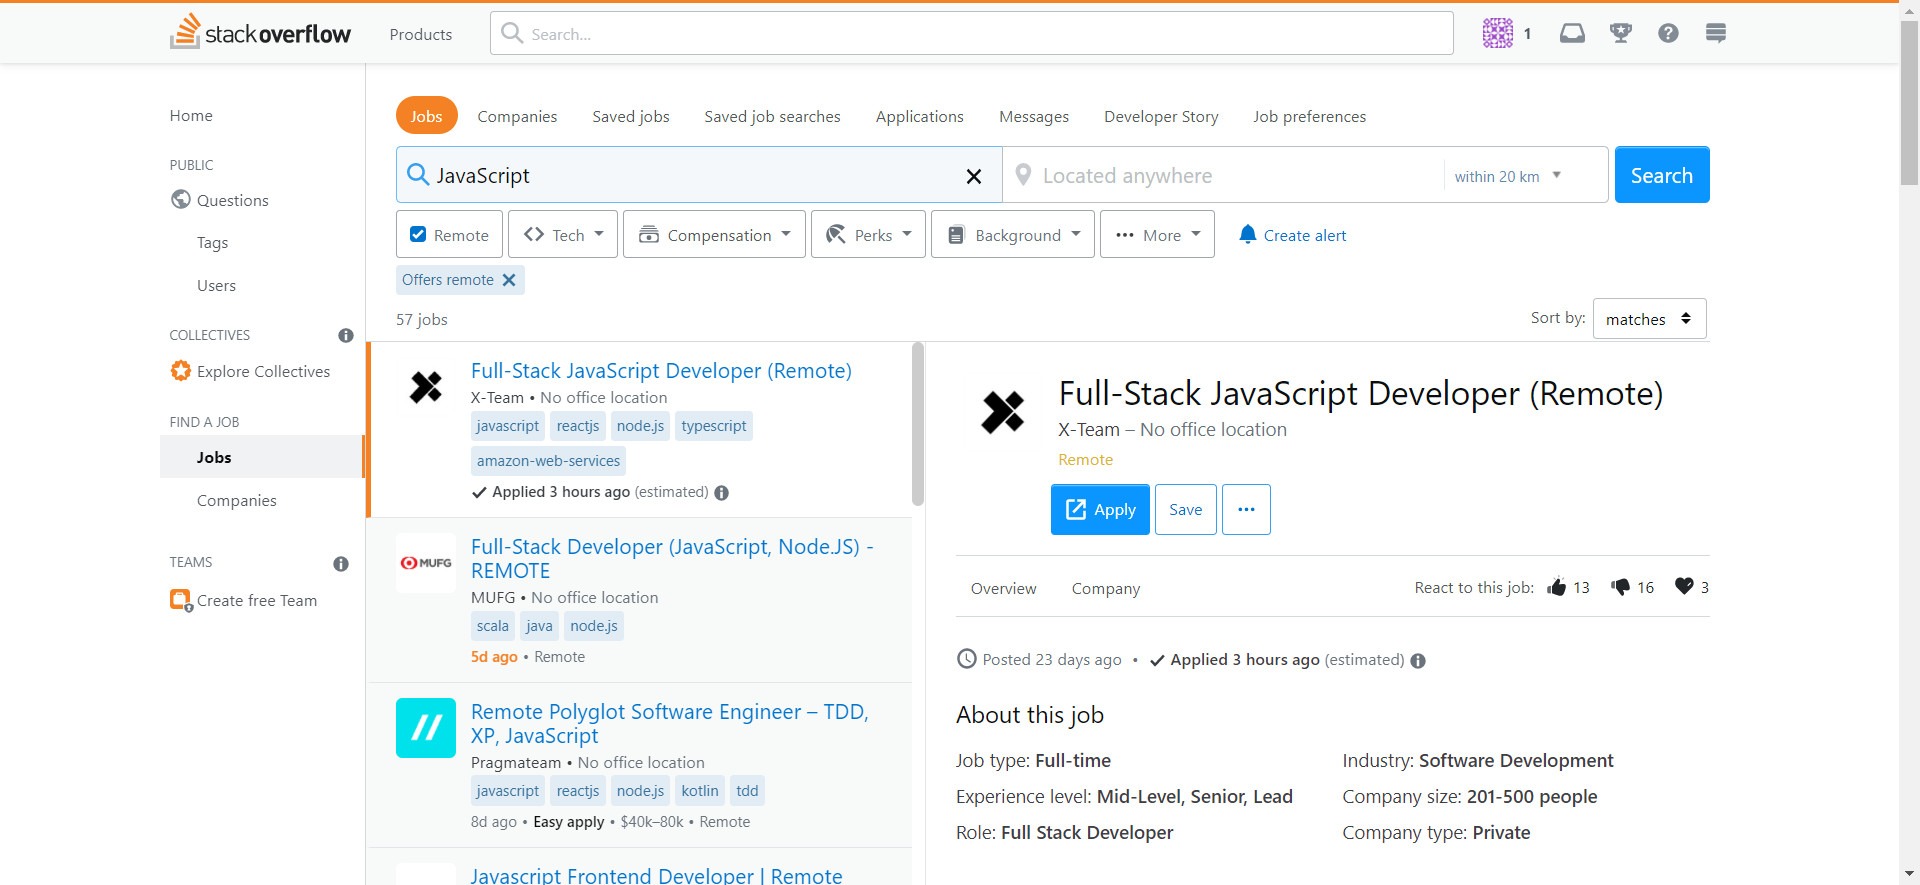 stackoverflow
Products
Search...
1
Home
PUBLIC
Questions
Tags
Users
COLLECTIVES
Explore Collectives
FIND A JOB
Jobs
Companies
TEAMS
Create free Team
Jobs
Companies
Saved jobs
Saved job searches
Applications
Messages
Developer Story
Job preferences
JavaScript
Located anywhere
within 20 km
Search
Remote
Tech
Compensation
Perks
Background
More
Create alert
Offers remote
57 jobs
Sort by:
matches
Full-Stack JavaScript Developer (Remote)
X-Team • No office location
javascript reactjs node.js typescript
amazon-web-services
Applied 3 hours ago (estimated)
MUFG
Full-Stack Developer (JavaScript, Node.JS) -
REMOTE
MUFG • No office location
scala java node.js
5d ago • Remote
Remote Polyglot Software Engineer – TDD,
XP, JavaScript
Pragmateam • No office location
javascript reactjs node.js kotlin tdd
8d ago • Easy apply • $40k–80k • Remote
Javascript Frontend Developer | Remote
Full-Stack JavaScript Developer (Remote)
X-Team – No office location
Remote
Apply
Save
Overview
Company
React to this job: 13 16 3
Posted 23 days ago • Applied 3 hours ago (estimated)
About this job
Job type: Full-time
Industry: Software Development
Experience level: Mid-Level, Senior, Lead
Company size: 201-500 people
Role: Full Stack Developer
Company type: Private